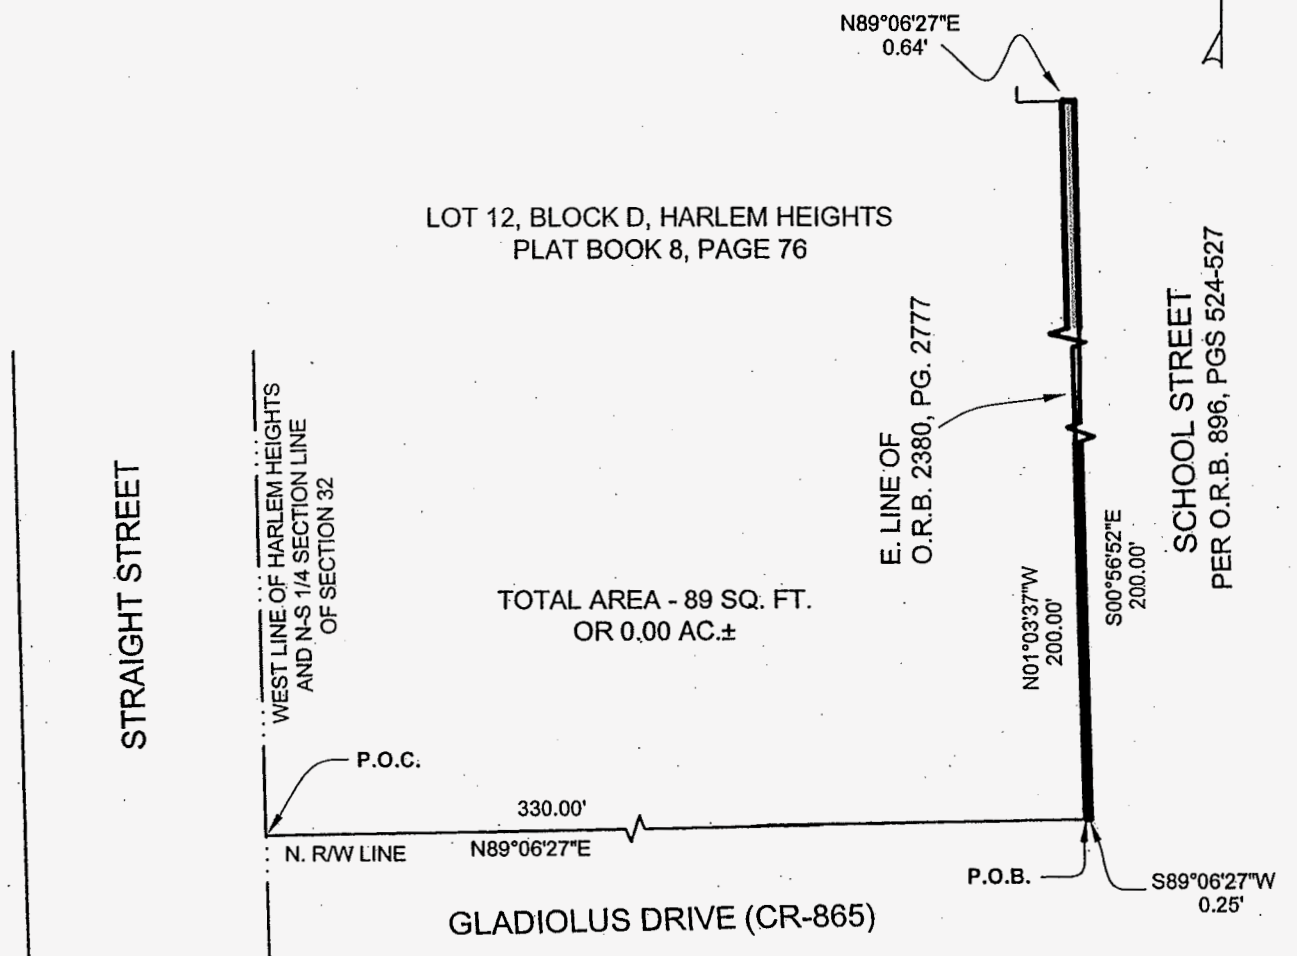 N89°06'27"E
0.64'
LOT 12, BLOCK D, HARLEM HEIGHTS
PLAT BOOK 8, PAGE 76
E. LINE OF
O.R.B. 2380, PG. 2777
SCHOOL STREET
PER O.R.B. 896, PGS 524-527
STRAIGHT STREET
WEST LINE OF HARLEM HEIGHTS
AND N-S 1/4 SECTION LINE
OF SECTION 32
TOTAL AREA - 89 SQ. FT.
OR 0.00 AC.±
N01°03'37"W
200.00'
S00°56'52"E
200.00'
P.O.C.
330.00'
N. R/W LINE
N89°06'27"E
P.O.B.
S89°06'27"W
0.25'
GLADIOLUS DRIVE (CR-865)